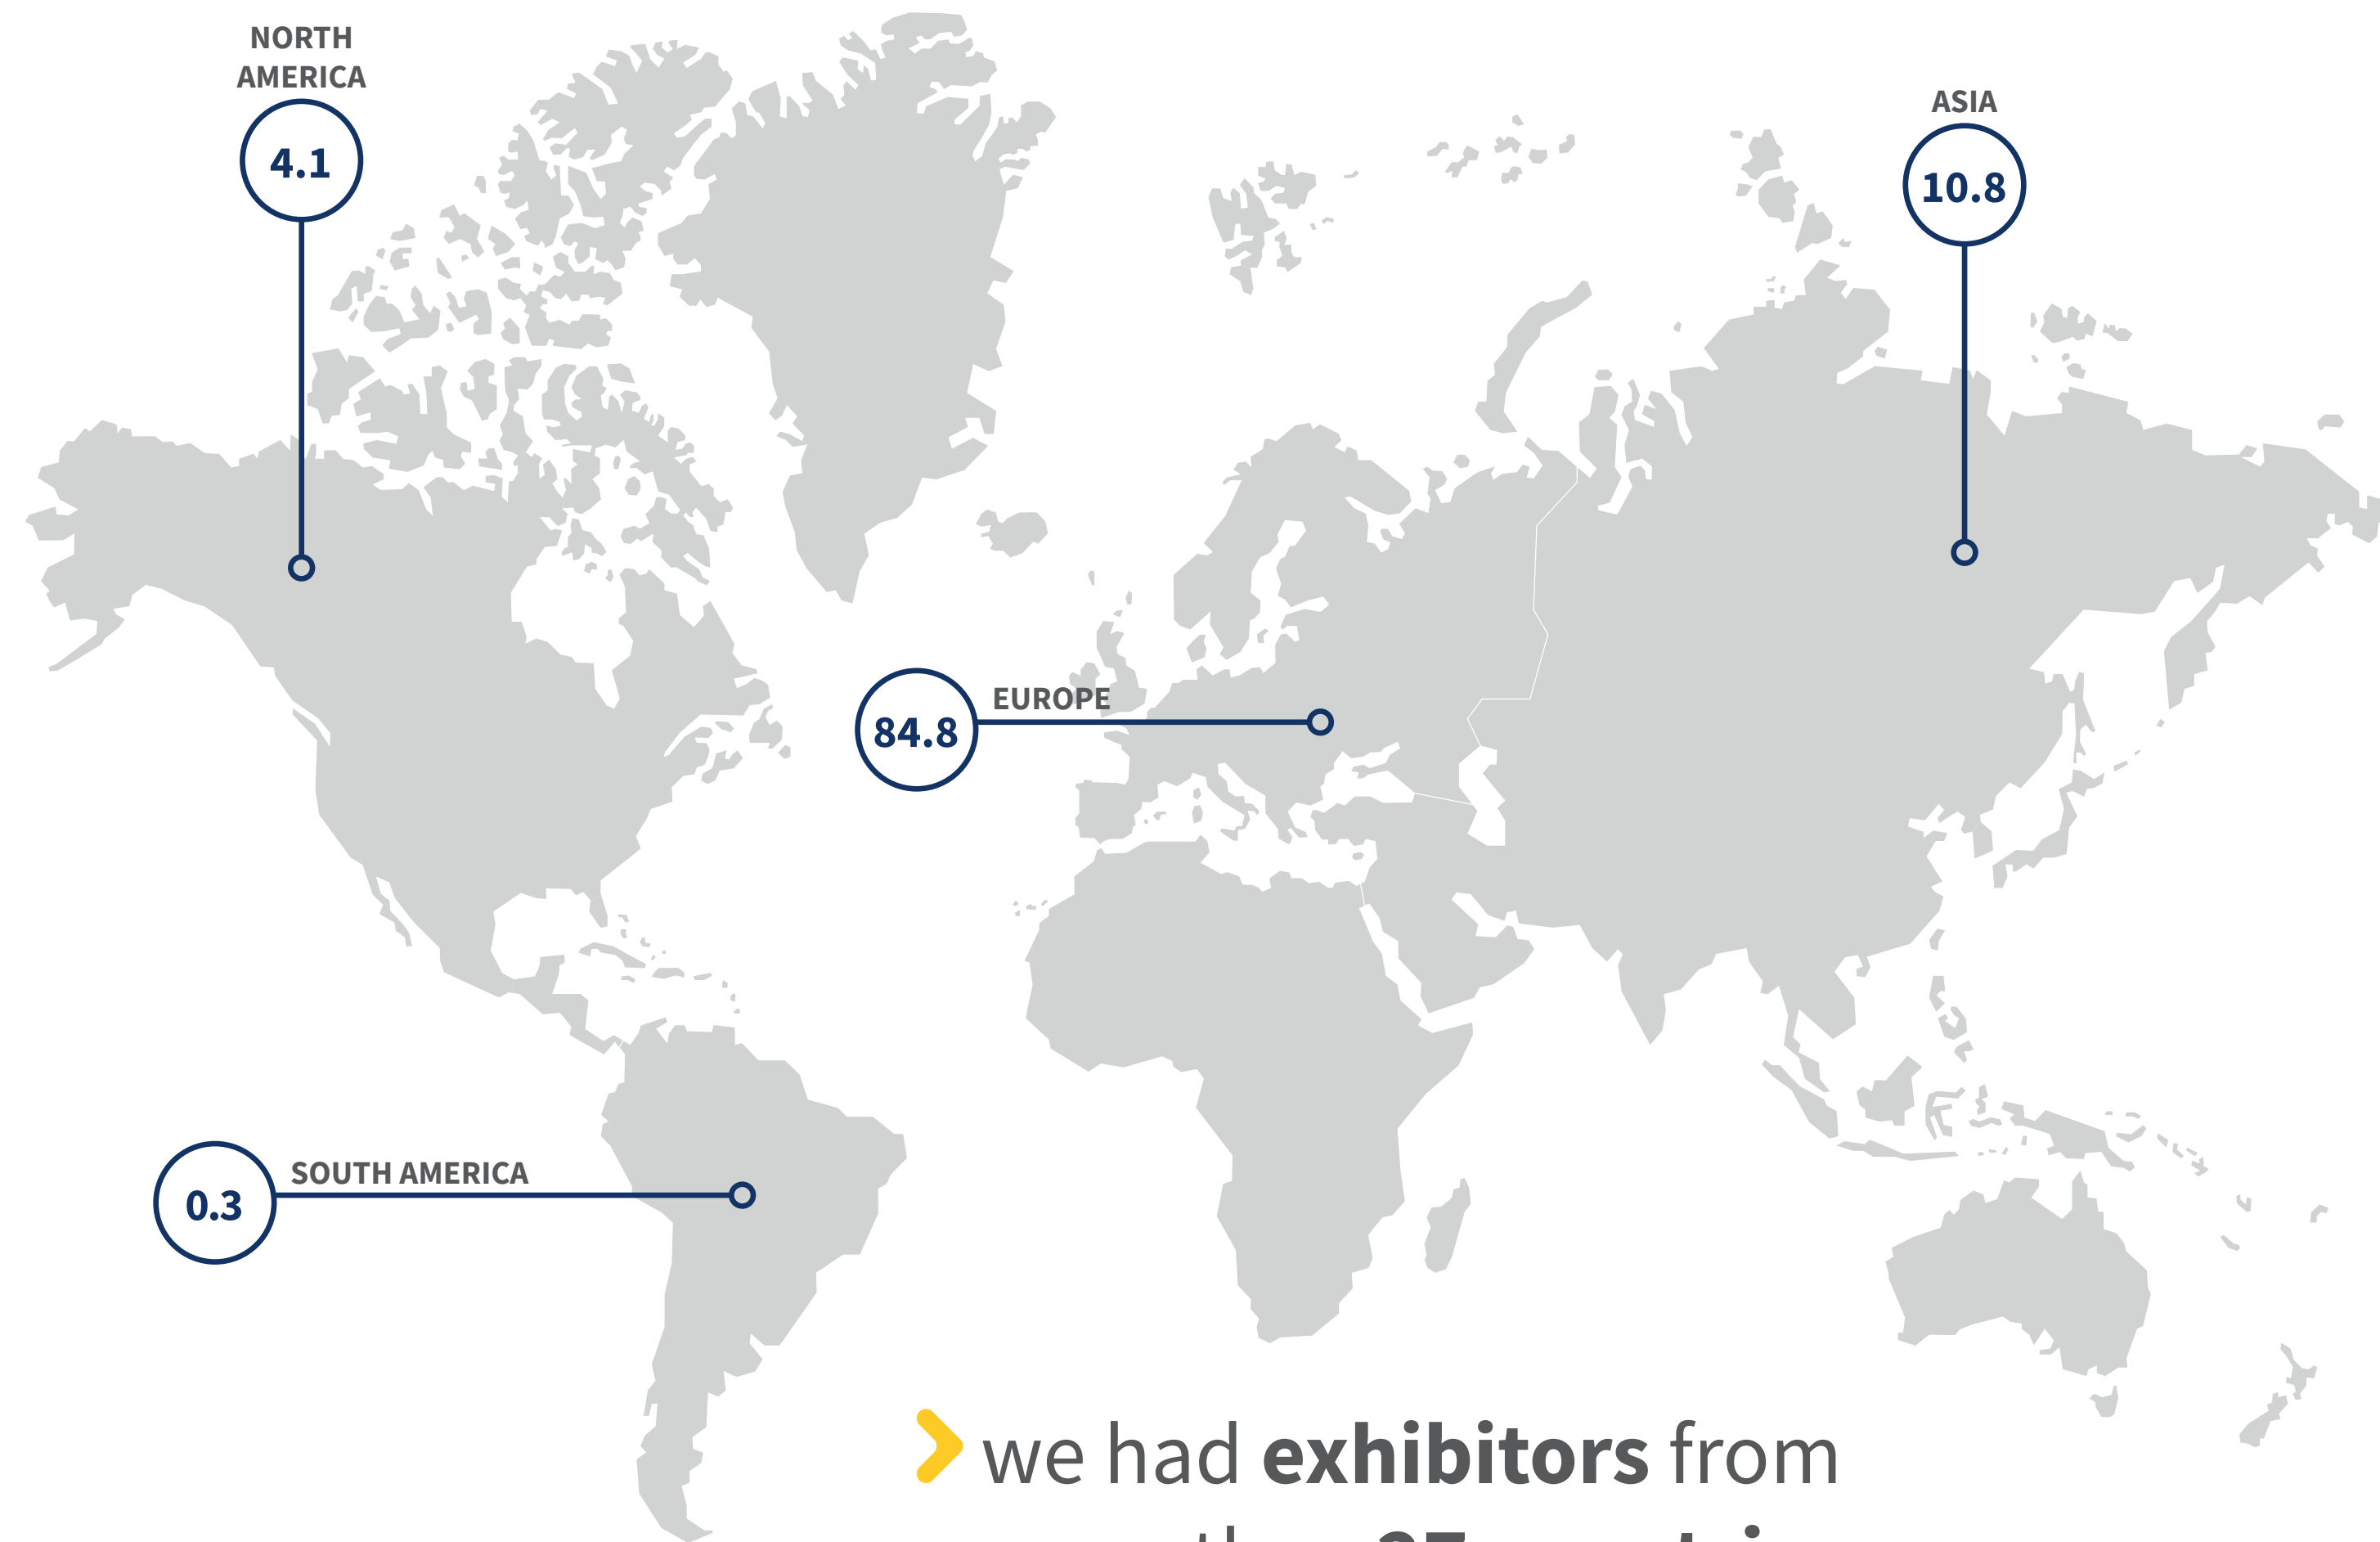 NORTH
AMERICA
4.1
ASIA
10.8
EUROPE
84.8
SOUTH AMERICA
0.3
we had exhibitors from